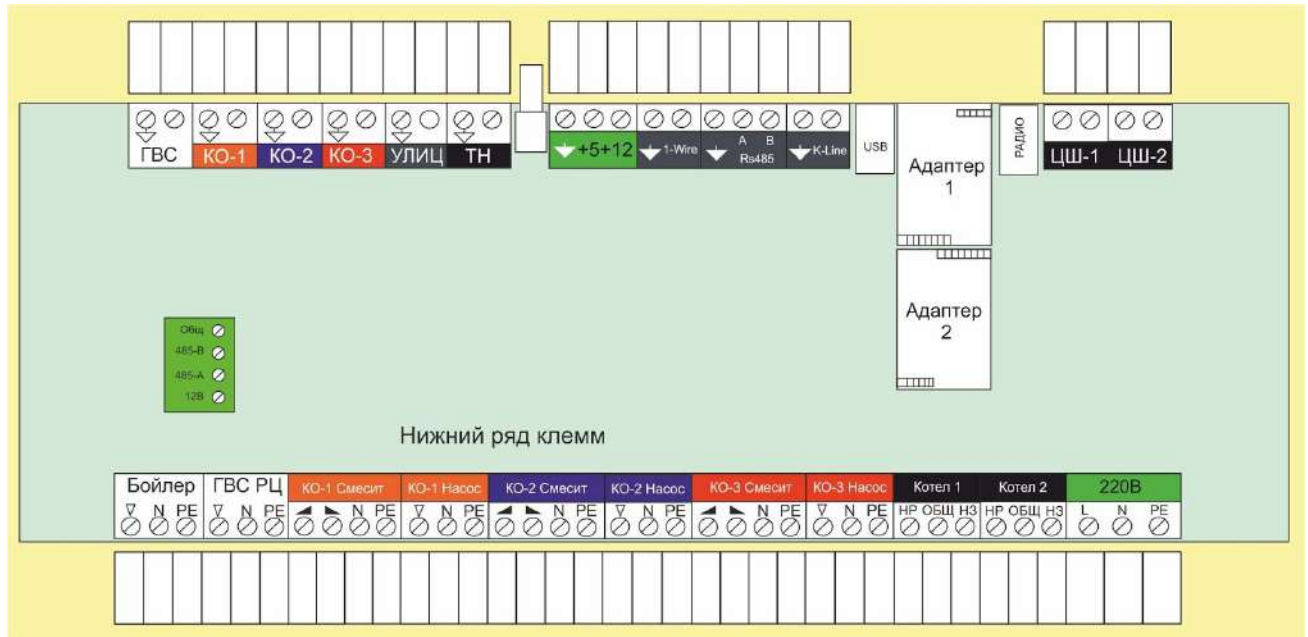 ГВС КО-1 КО-2 КО-3 УЛИЦ ТН
+5+12 1-Wire A B Rs485 K-Line
USB
Адаптер
1
РАДИО
ЦШ-1 ЦШ-2
Адаптер
2
Общ
485-B
485-A
12В
Нижний ряд клемм
Бойлер ГВС РЦ КО-1 Смесит КО-1 Насос КО-2 Смесит КО-2 Насос КО-3 Смесит КО-3 Насос Котел 1 Котел 2 220В
N PE N PE N PE N PE N PE N PE N PE N PE НР ОБЩ НЗ НР ОБЩ НЗ L N PE